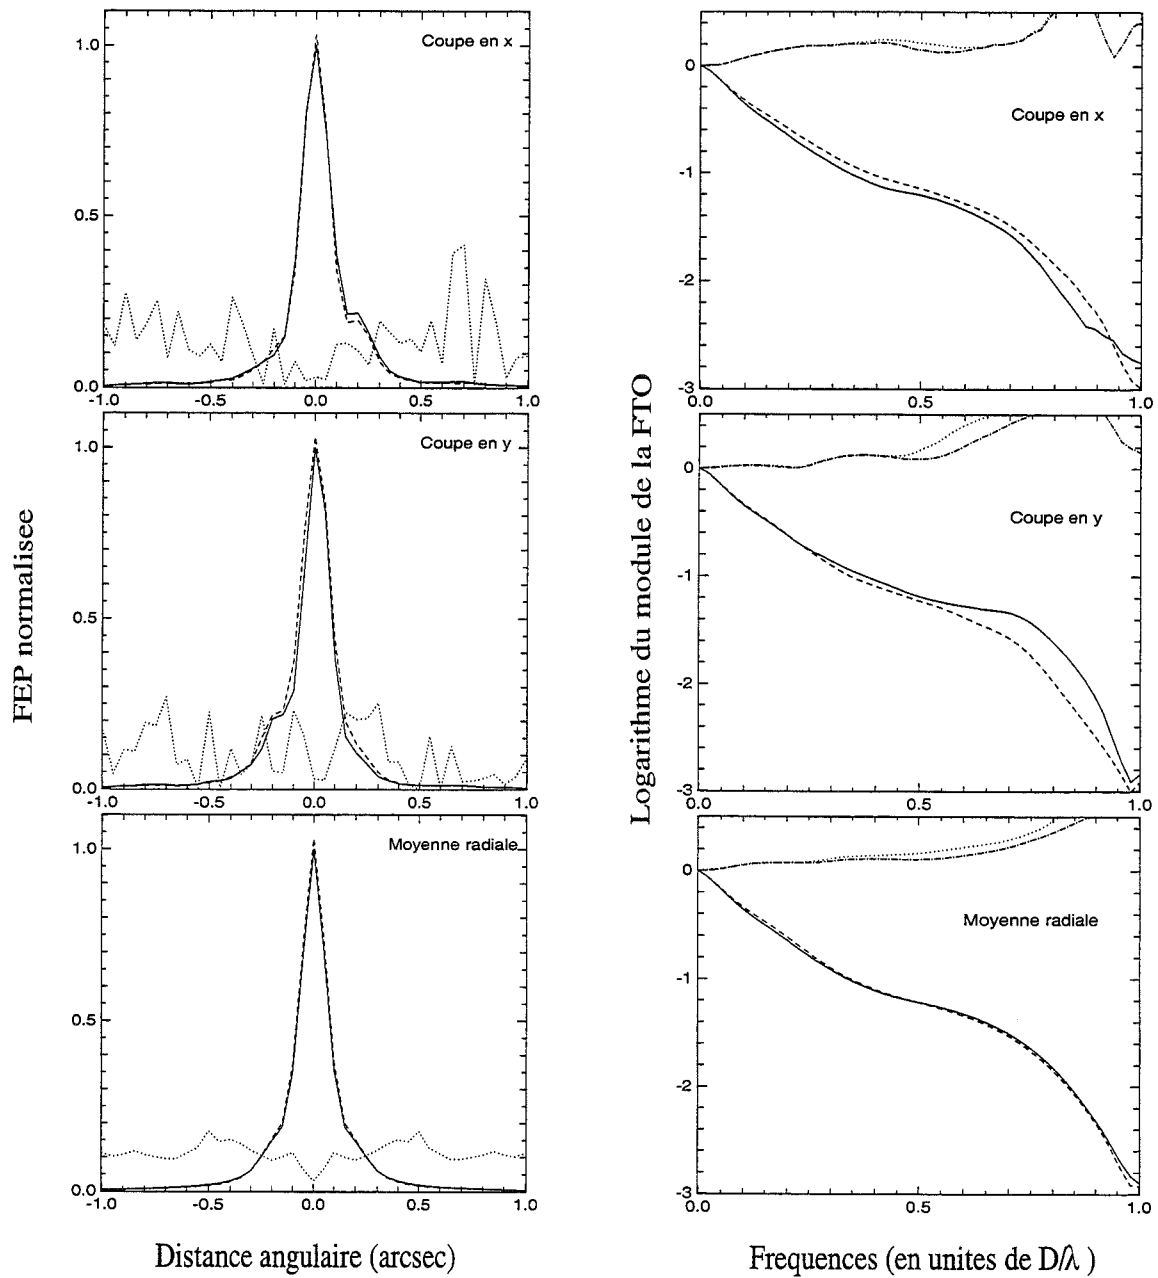 Coupe en x
1.0
0.5
0.0
-1.0 -0.5 0.0 0.5 1.0
Coupe en y
1.0
0.5
0.0
-1.0 -0.5 0.0 0.5 1.0
Moyenne radiale
1.0
0.5
0.0
-1.0 -0.5 0.0 0.5 1.0
FEP normalisee
Distance angulaire (arcsec)
Coupe en x
0
-1
-2
-3
0.0 0.5 1.0
Coupe en y
0
-1
-2
-3
0.0 0.5 1.0
Moyenne radiale
0
-1
-2
-3
0.0 0.5 1.0
Logarithme du module de la FTO
Frequences (en unites de D/λ )